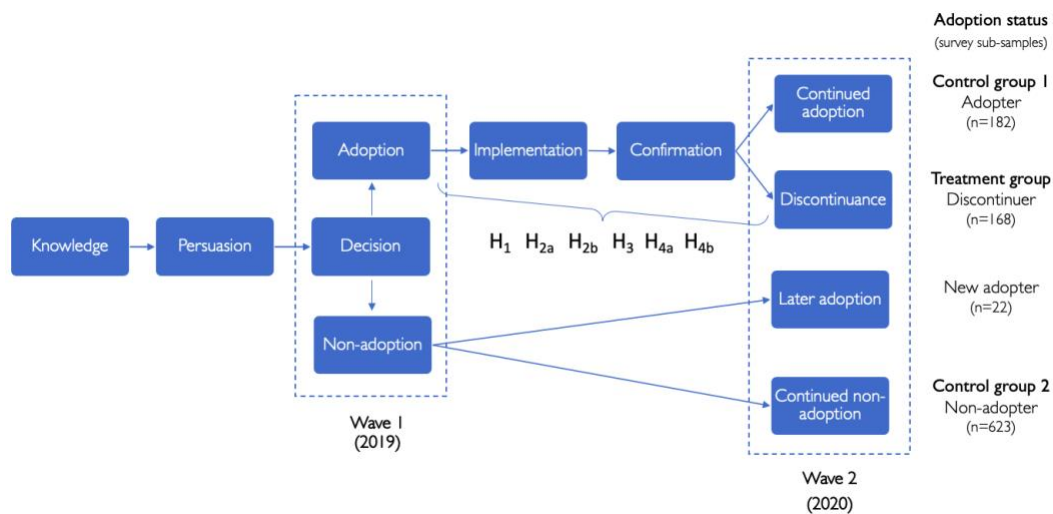 Adoption status
(survey sub-samples)
Control group 1
Adopter
(n=182)
Continued
adoption
Adoption
Implementation
Confirmation
Treatment group
Discontinuer
(n=168)
Discontinuance
Knowledge
Persuasion
Decision
H1 H2a H2b H3 H4a H4b
Later adoption
New adopter
(n=22)
Non-adoption
Continued non-
adoption
Control group 2
Non-adopter
(n=623)
Wave 1
(2019)
Wave 2
(2020)